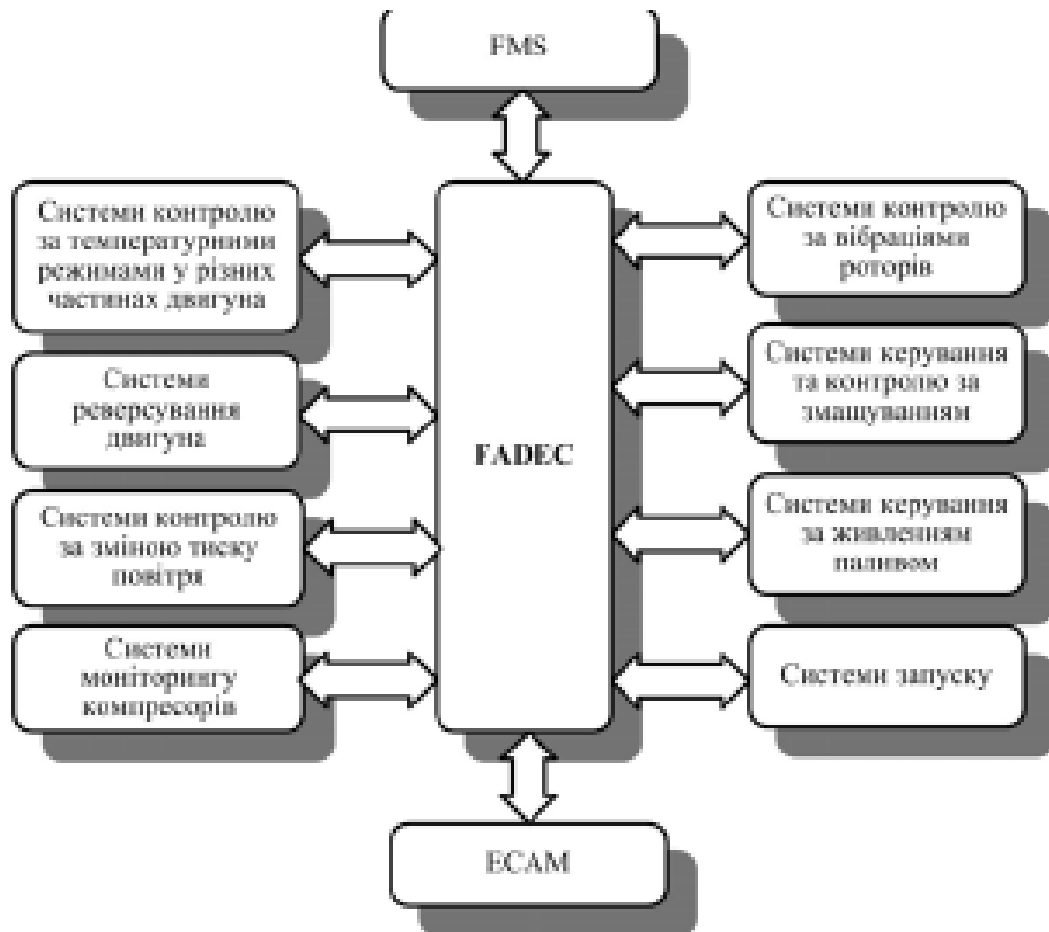 FMS
Системи контролю
за температурними
режимами у різних
частинах двигуна
Системи
реверсування
двигуна
Системи контролю
за зміною тиску
повітря
Системи
моніторингу
компресорів
FADEC
Системи контролю
за вібраціями
роторів
Системи керування
та контролю за
змащуванням
Системи керування
за живленням
паливом
Системи запуску
ECAM